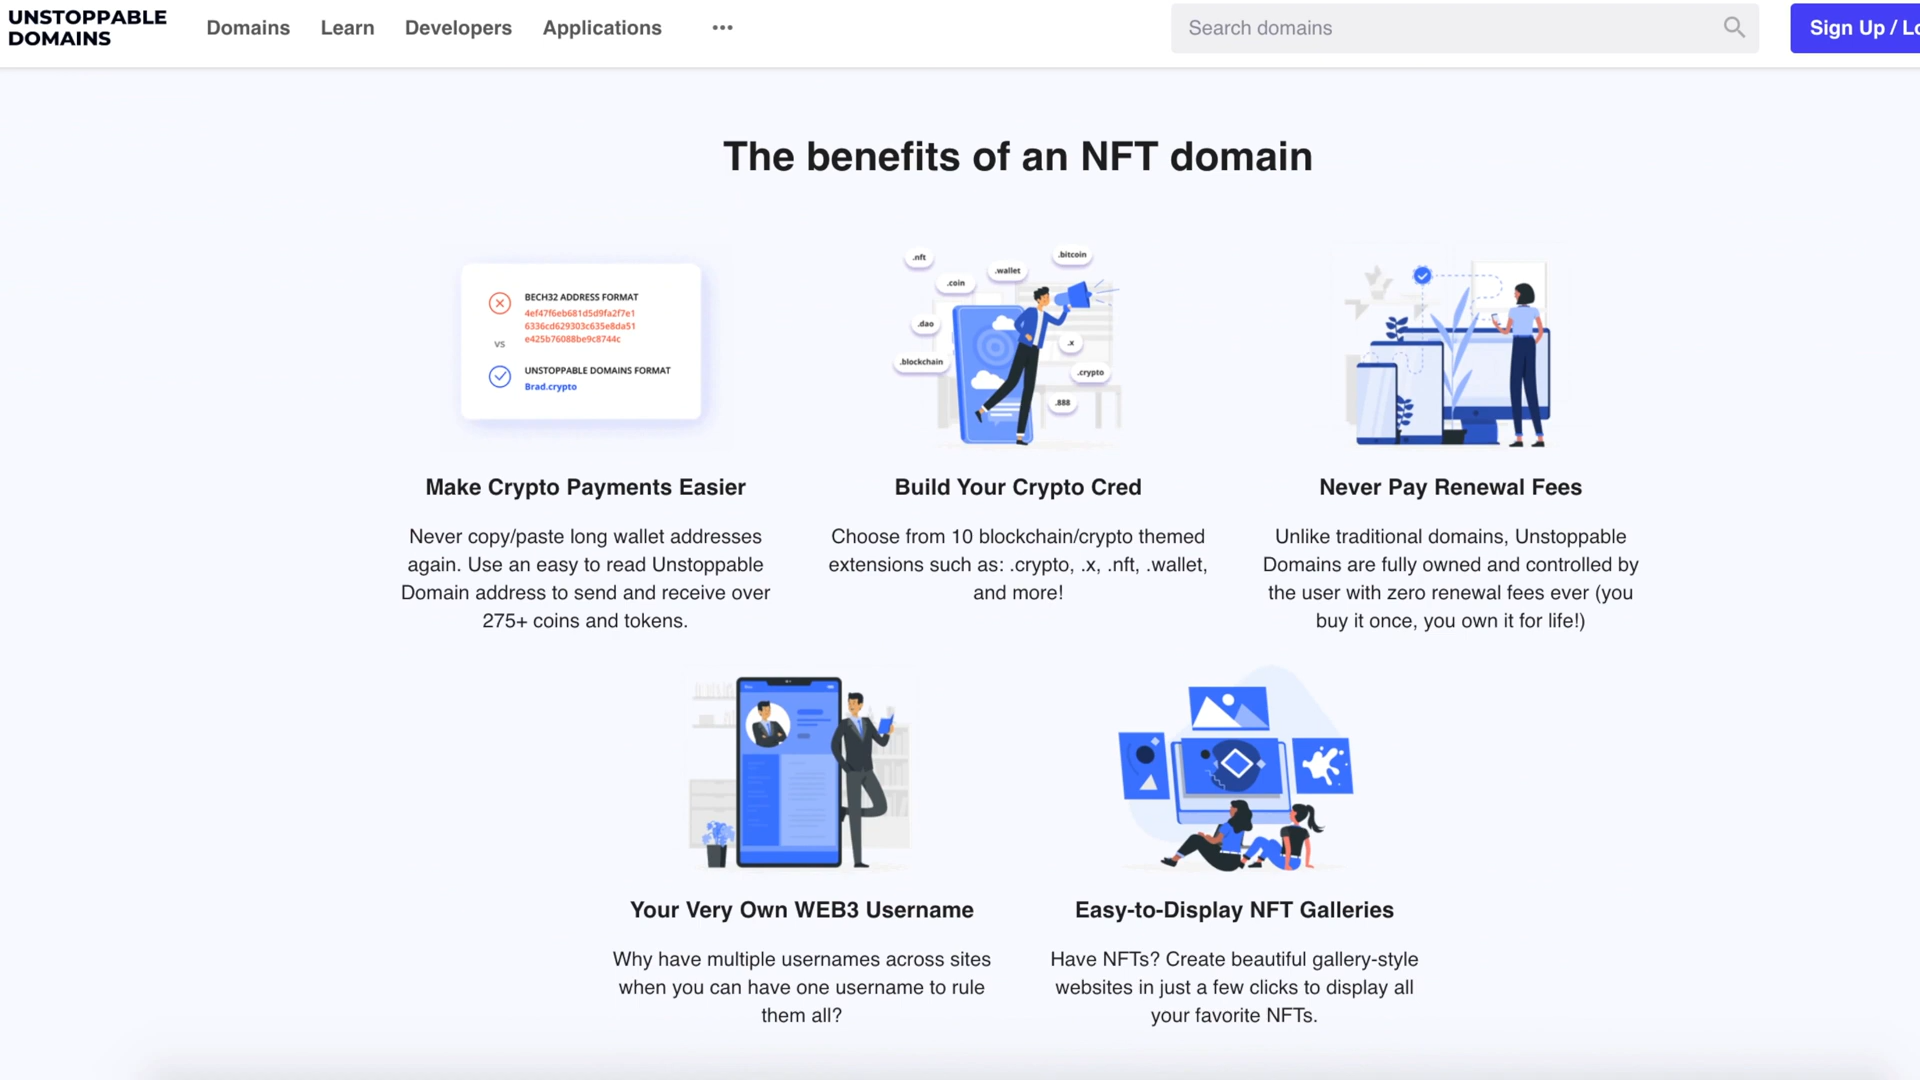 UNSTOPPABLE
DOMAINS
Domains
Learn
Developers
Applications
Search domains
Sign Up / Lo
The benefits of an NFT domain
BECH32 ADDRESS FORMAT
4ef47f6eb681d5d9fa2f7e1
6336cd629303c635e8da51
e425b76088be9c8744c
VS
UNSTOPPABLE DOMAINS FORMAT
Brad.crypto
.nft
.coin
.wallet
.bitcoin
.dao
.x
.blockchain
.crypto
.888
Make Crypto Payments Easier
Never copy/paste long wallet addresses
again. Use an easy to read Unstoppable
Domain address to send and receive over
275+ coins and tokens.
Build Your Crypto Cred
Choose from 10 blockchain/crypto themed
extensions such as: .crypto, .x, .nft, .wallet,
and more!
Never Pay Renewal Fees
Unlike traditional domains, Unstoppable
Domains are fully owned and controlled by
the user with zero renewal fees ever (you
buy it once, you own it for life!)
Your Very Own WEB3 Username
Why have multiple usernames across sites
when you can have one username to rule
them all?
Easy-to-Display NFT Galleries
Have NFTs? Create beautiful gallery-style
websites in just a few clicks to display all
your favorite NFTs.